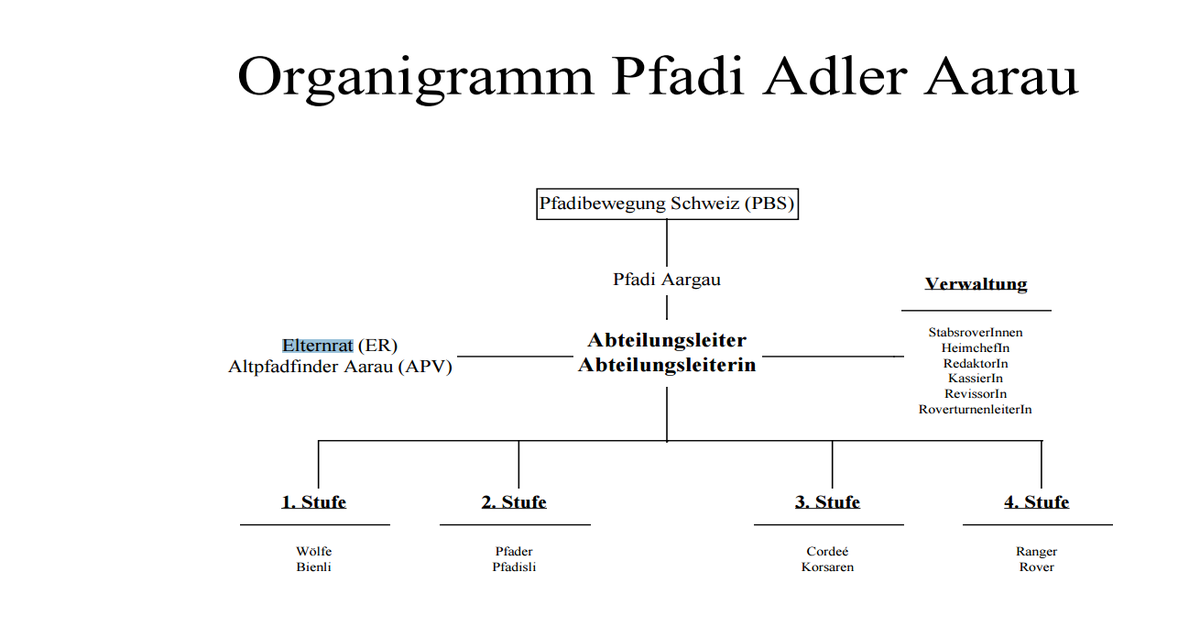 Organigramm Pfadi Adler Aarau
Pfadibewegung Schweiz (PBS)
Pfadi Aargau
Elternrat (ER)
Altpfadfinder Aarau (APV)
Abteilungsleiter
Abteilungsleiterin
Verwaltung
StabsroverInnen
HeimchefIn
RedaktorIn
KassierIn
RevissorIn
RoverturnenleiterIn
1. Stufe
Wölfe
Bienli
2. Stufe
Pfader
Pfadisli
3. Stufe
Cordeé
Korsaren
4. Stufe
Ranger
Rover